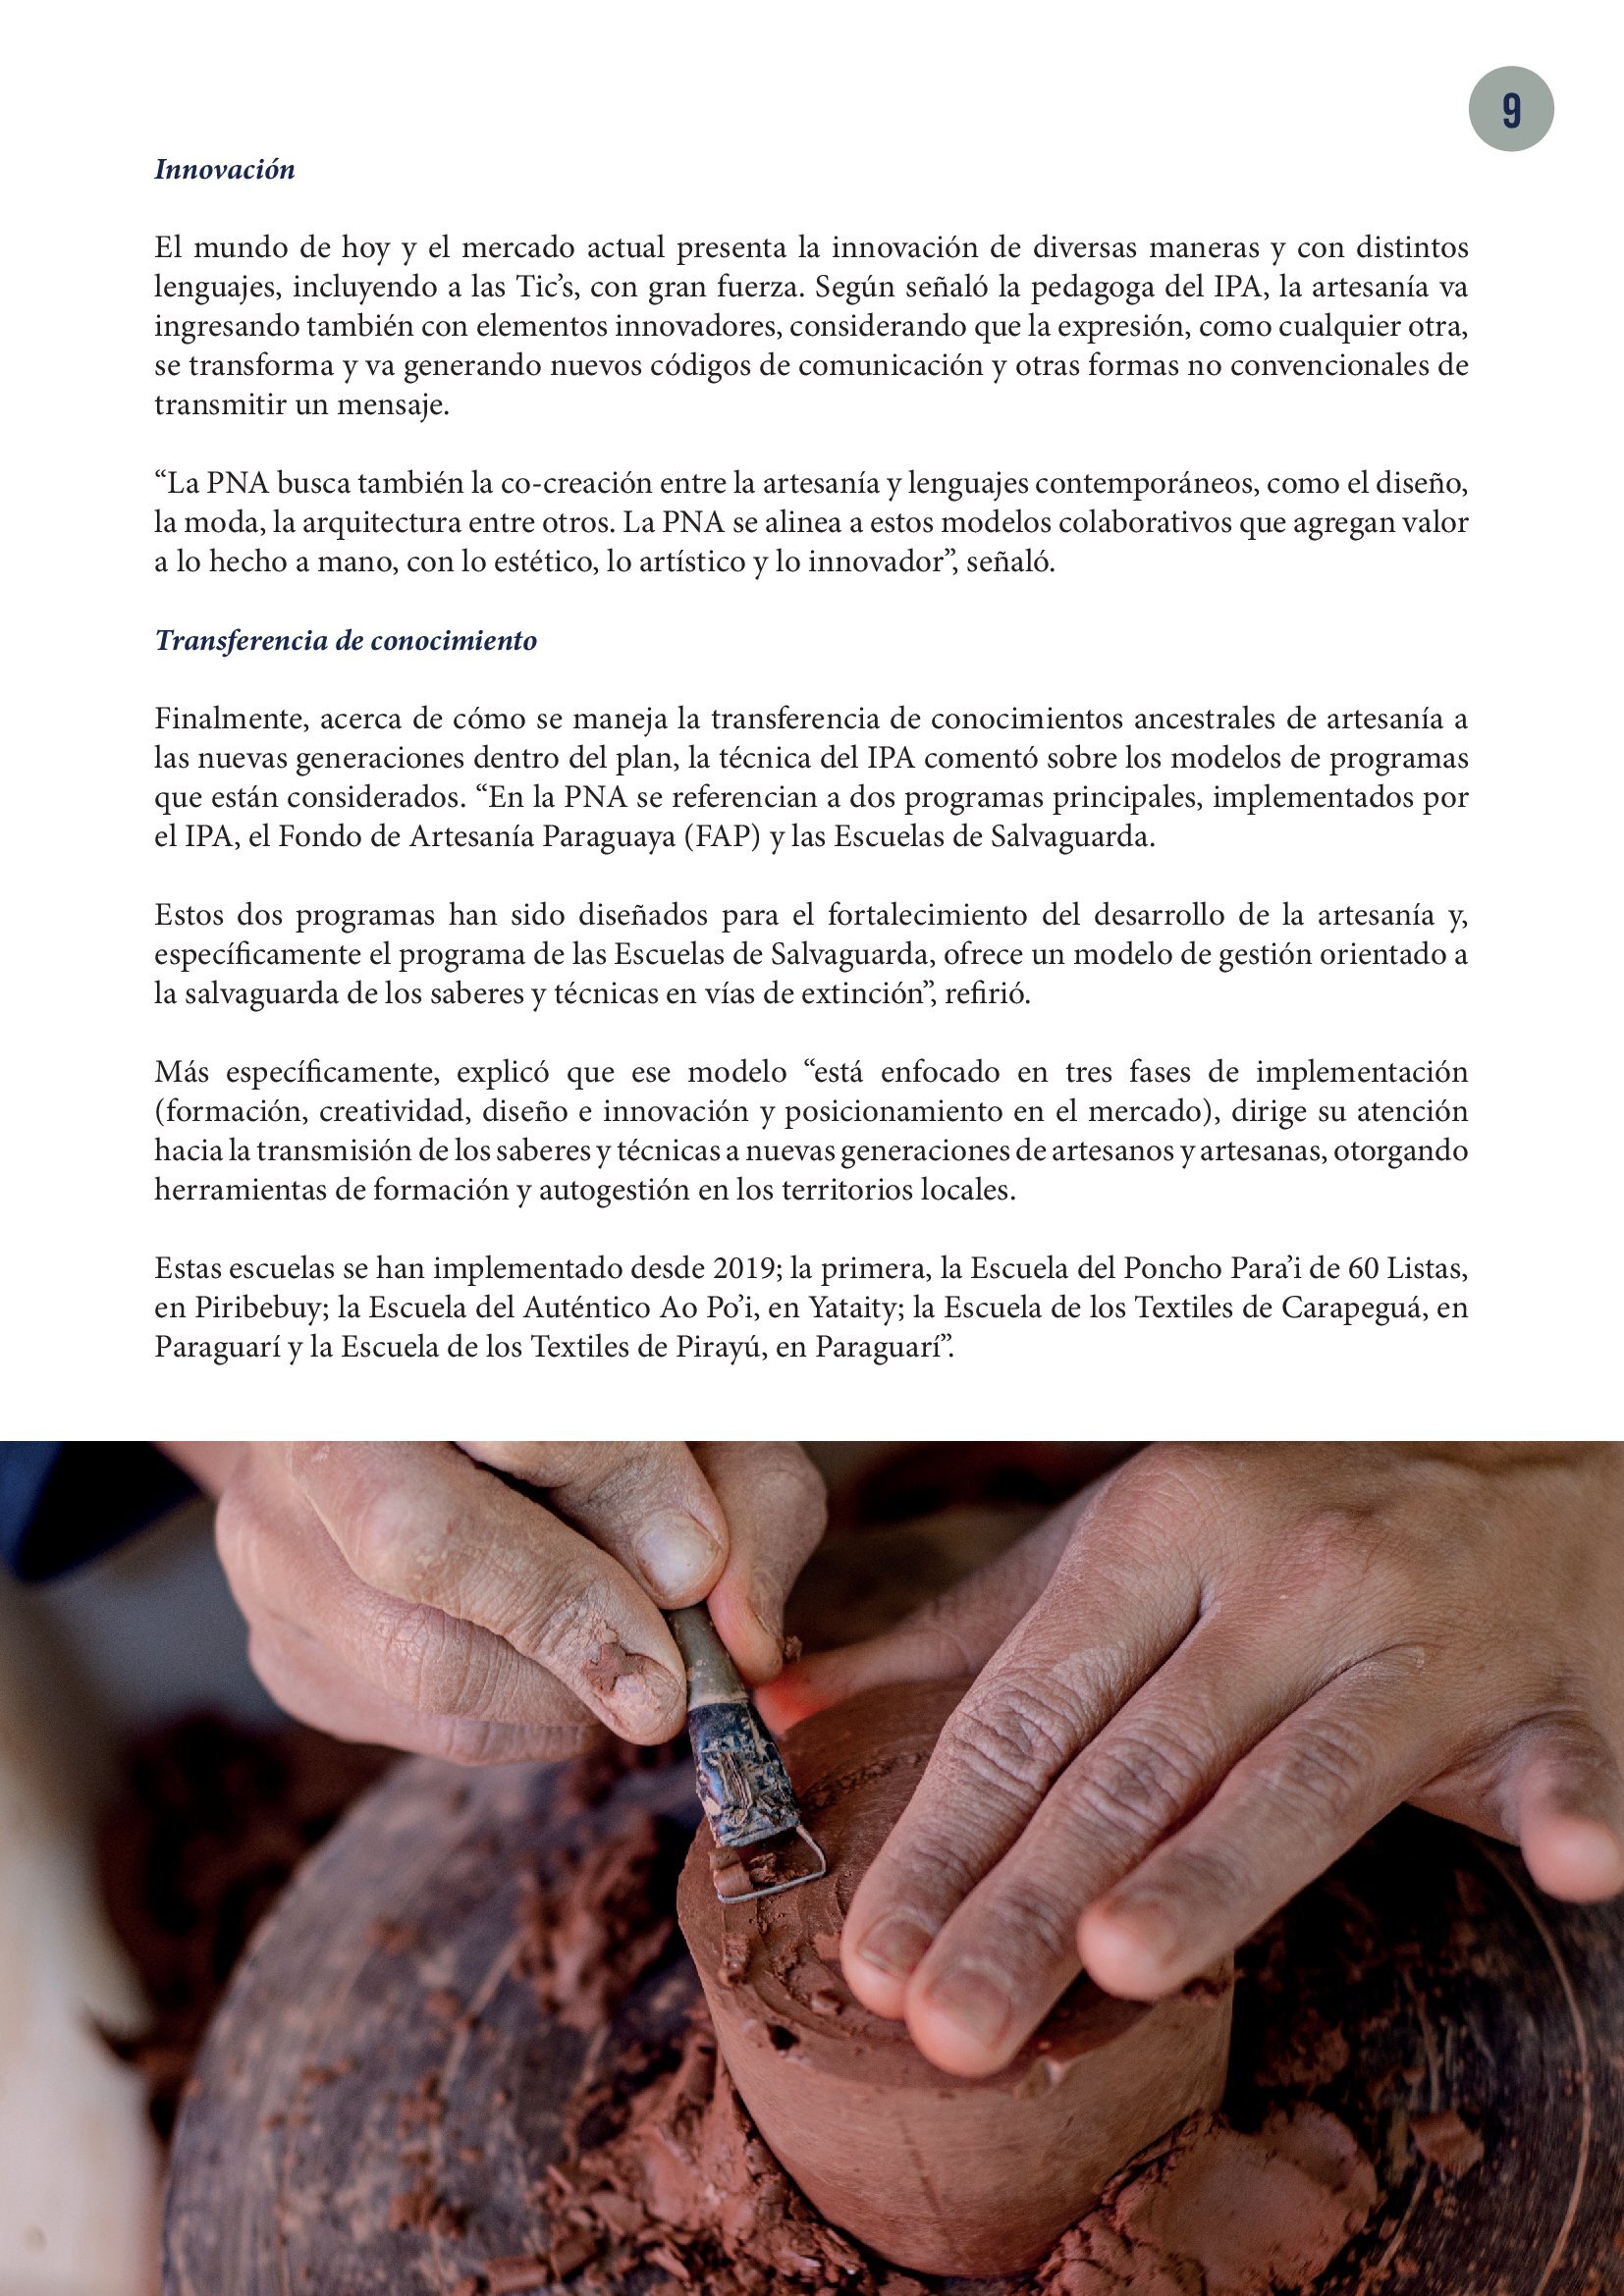 9
Innovación
El mundo de hoy y el mercado actual presenta la innovación de diversas maneras y con distintos
lenguajes, incluyendo a las Tic’s, con gran fuerza. Según señaló la pedagoga del IPA, la artesanía va
ingresando también con elementos innovadores, considerando que la expresión, como cualquier otra,
se transforma y va generando nuevos códigos de comunicación y otras formas no convencionales de
transmitir un mensaje.
“La PNA busca también la co-creación entre la artesanía y lenguajes contemporáneos, como el diseño,
la moda, la arquitectura entre otros. La PNA se alinea a estos modelos colaborativos que agregan valor
a lo hecho a mano, con lo estético, lo artístico y lo innovador”, señaló.
Transferencia de conocimiento
Finalmente, acerca de cómo se maneja la transferencia de conocimientos ancestrales de artesanía a
las nuevas generaciones dentro del plan, la técnica del IPA comentó sobre los modelos de programas
que están considerados. “En la PNA se referencian a dos programas principales, implementados por
el IPA, el Fondo de Artesanía Paraguaya (FAP) y las Escuelas de Salvaguarda.
Estos dos programas han sido diseñados para el fortalecimiento del desarrollo de la artesanía y,
específicamente el programa de las Escuelas de Salvaguarda, ofrece un modelo de gestión orientado a
la salvaguarda de los saberes y técnicas en vías de extinción”, refirió.
Más específicamente, explicó que ese modelo “está enfocado en tres fases de implementación
(formación, creatividad, diseño e innovación y posicionamiento en el mercado), dirige su atención
hacia la transmisión de los saberes y técnicas a nuevas generaciones de artesanos y artesanas, otorgando
herramientas de formación y autogestión en los territorios locales.
Estas escuelas se han implementado desde 2019; la primera, la Escuela del Poncho Para’i de 60 Listas,
en Piribebuy; la Escuela del Auténtico Ao Po’i, en Yataity; la Escuela de los Textiles de Carapeguá, en
Paraguarí y la Escuela de los Textiles de Pirayú, en Paraguarí”.